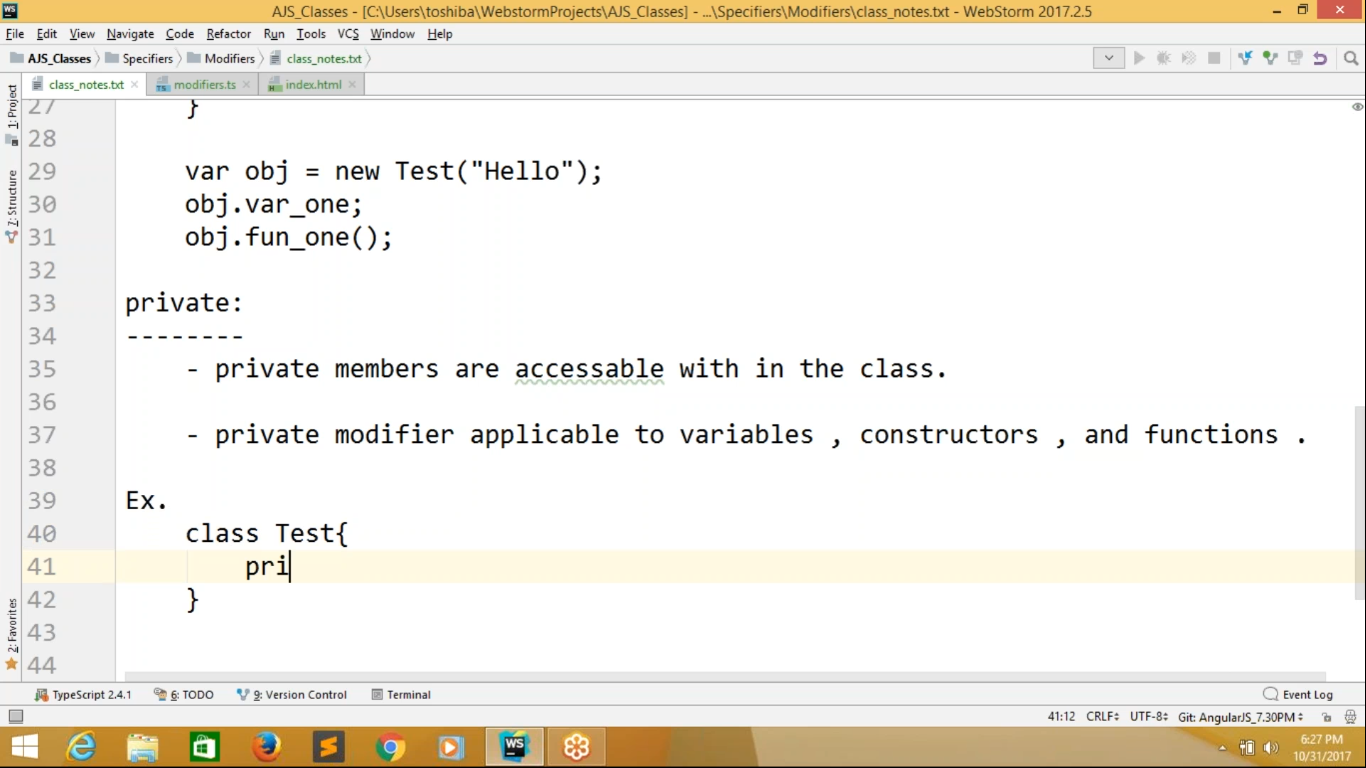 WS
AJS_Classes - [C:\Users\toshiba\WebstormProjects\AJS_Classes] - ...\Specifiers\Modifiers\class_notes.txt - WebStorm 2017.2.5
File Edit View Navigate Code Refactor Run Tools VCS Window Help
AJS_Classes Specifiers Modifiers class_notes.txt
class_notes.txt modifiers.ts index.html
1: Project
7: Structure
2: Favorites
27 }
28
29 var obj = new Test("Hello");
30 obj.var_one;
31 obj.fun_one();
32
33 private:
34 --------
35 - private members are accessable with in the class.
36
37 - private modifier applicable to variables , constructors , and functions .
38
39 Ex.
40 class Test{
41 pri
42 }
43
44
TypeScript 2.4.1 6: TODO 9: Version Control Terminal Event Log
41:12 CRLF UTF-8 Git: AngularJS_7.30PM
WS
6:27 PM
10/31/2017